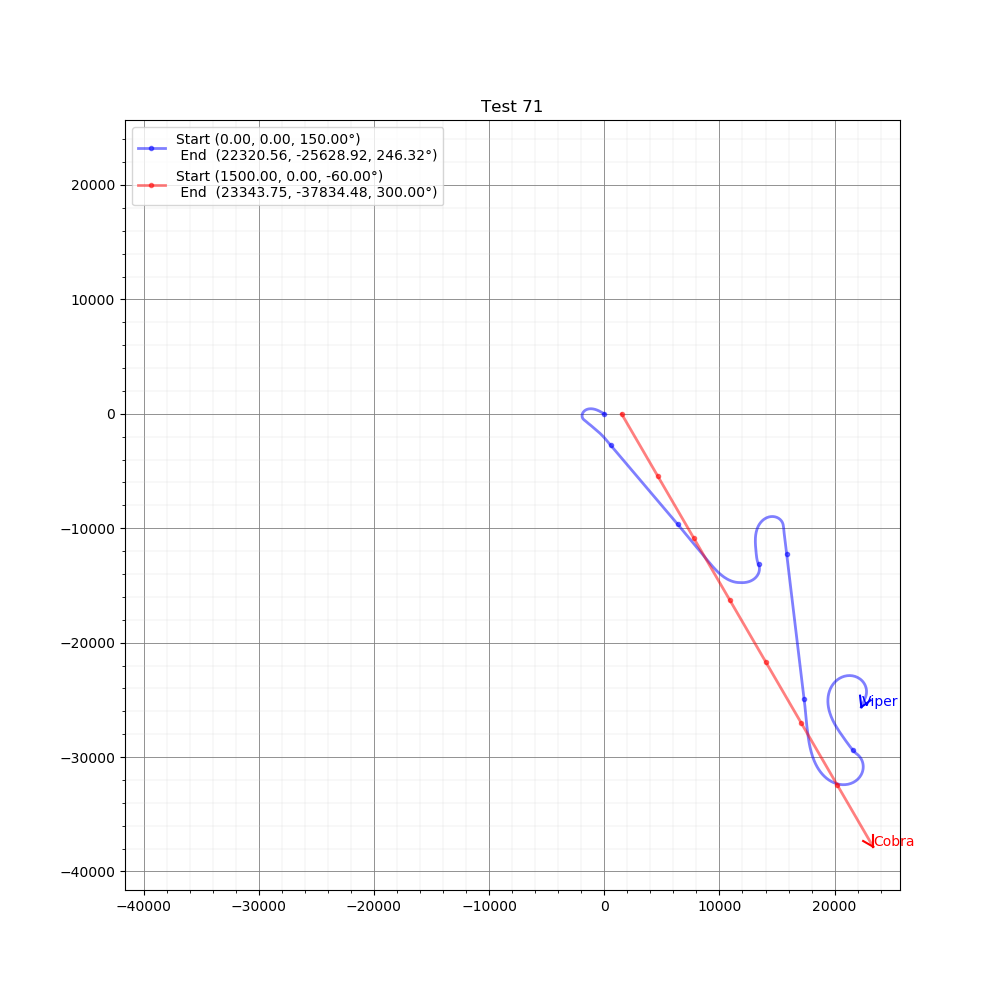 Test 71
Start (0.00, 0.00, 150.00°)
End (22320.56, -25628.92, 246.32°)
Start (1500.00, 0.00, -60.00°)
End (23343.75, -37834.48, 300.00°)
20000
10000
0
−10000
−20000
−30000
−40000
Viper
Cobra
−40000 −30000 −20000 −10000 0 10000 20000